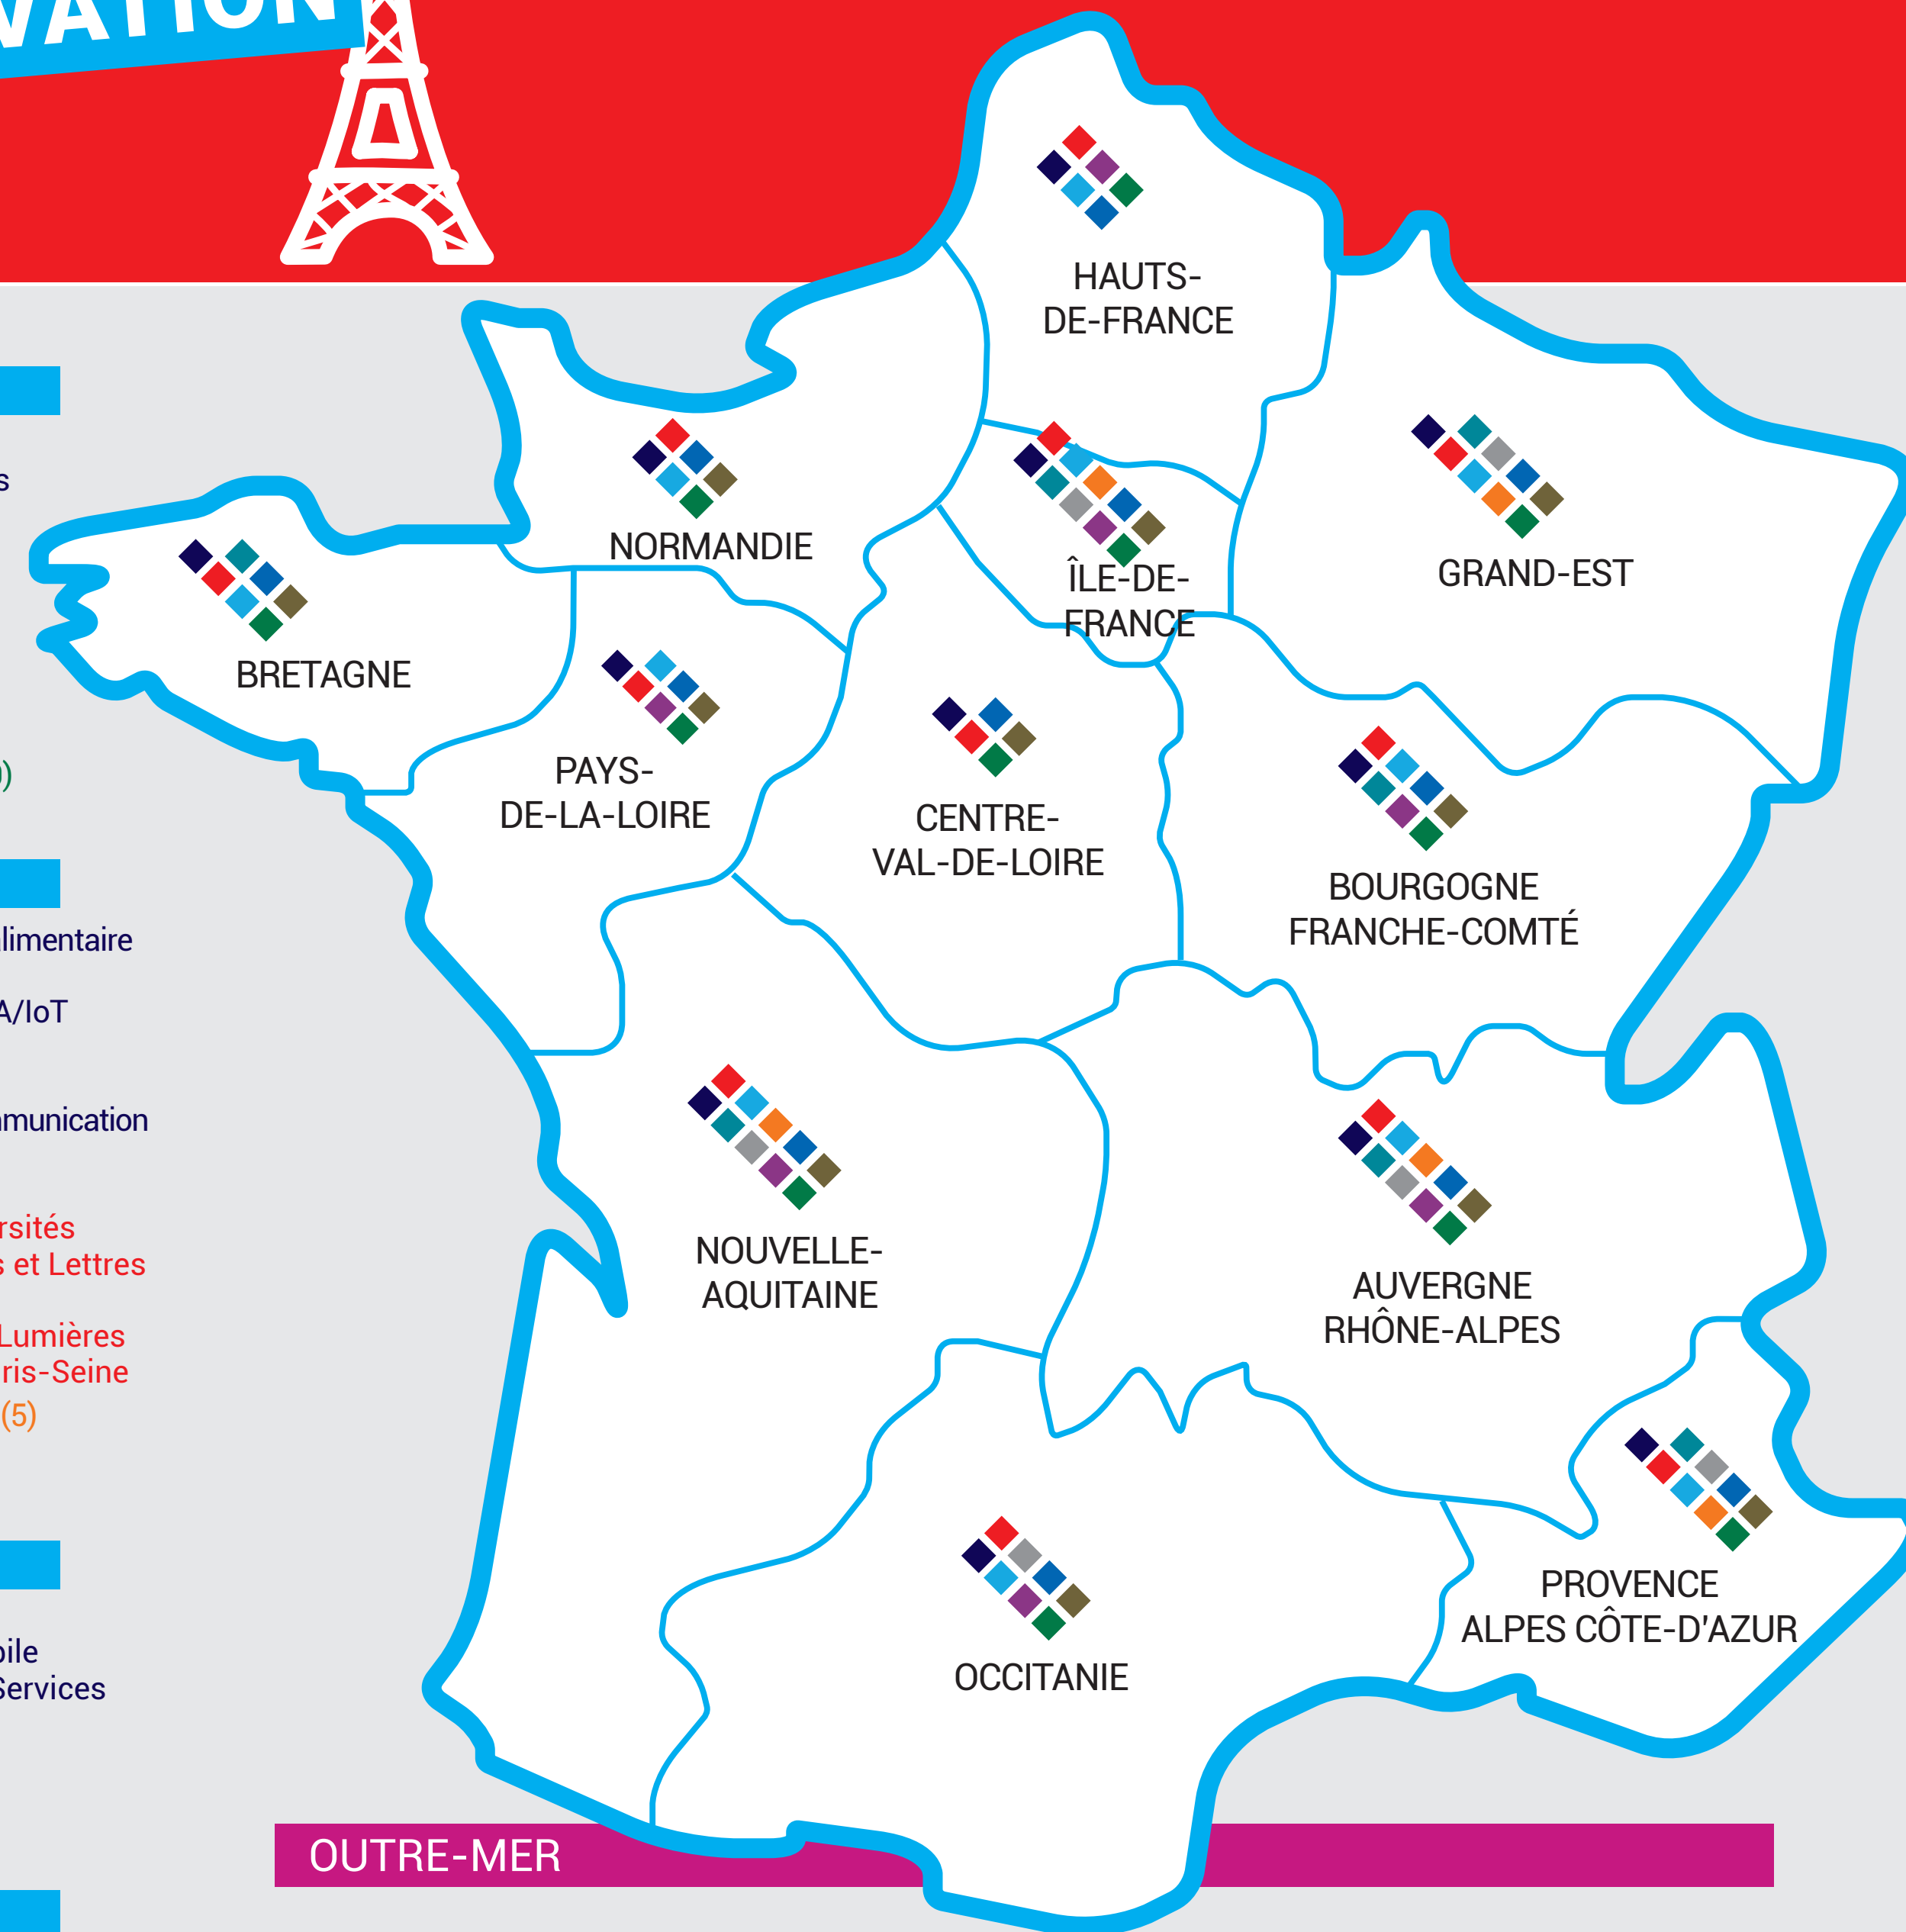 HAUTS-
DE-FRANCE
NORMANDIE
ÎLE-DE-
FRANCE
GRAND-EST
BRETAGNE
PAYS-
DE-LA-LOIRE
CENTRE-
VAL-DE-LOIRE
BOURGOGNE
FRANCHE-COMTÉ
NOUVELLE-
AQUITAINE
AUVERGNE
RHÔNE-ALPES
OCCITANIE
PROVENCE
ALPES CÔTE-D'AZUR
OUTRE-MER
VATION
s
)
limentaire
A/IoT
mmunication
rsités
s et Lettres
Lumières
ris-Seine
(5)
bile
Services